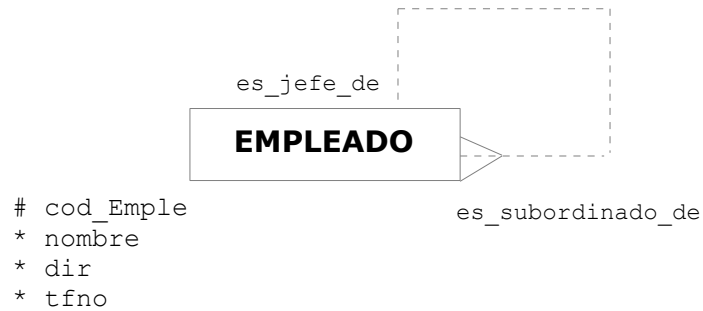 es_jefe_de
EMPLEADO
# cod_Emple
* nombre
* dir
* tfno
es_subordinado_de